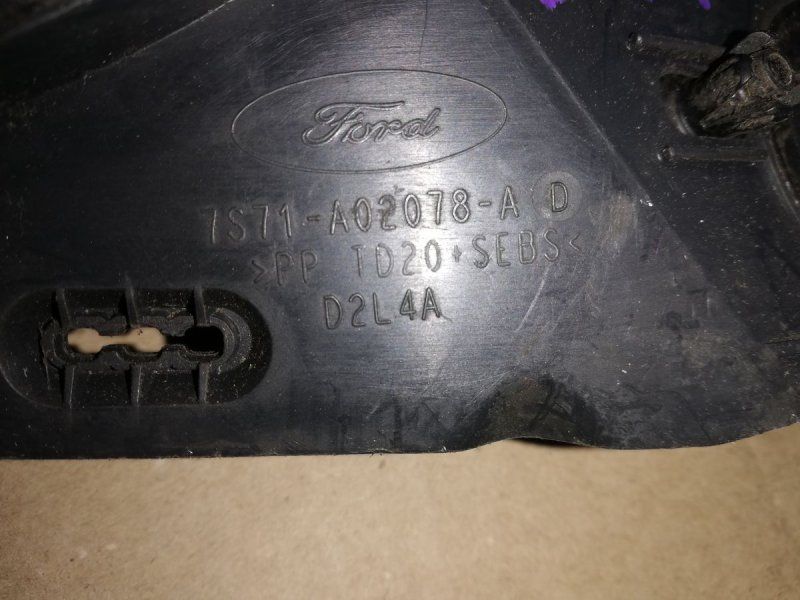 Ford
7S71-A02078-A D
>PP TD20+SEBS<
D2L4A